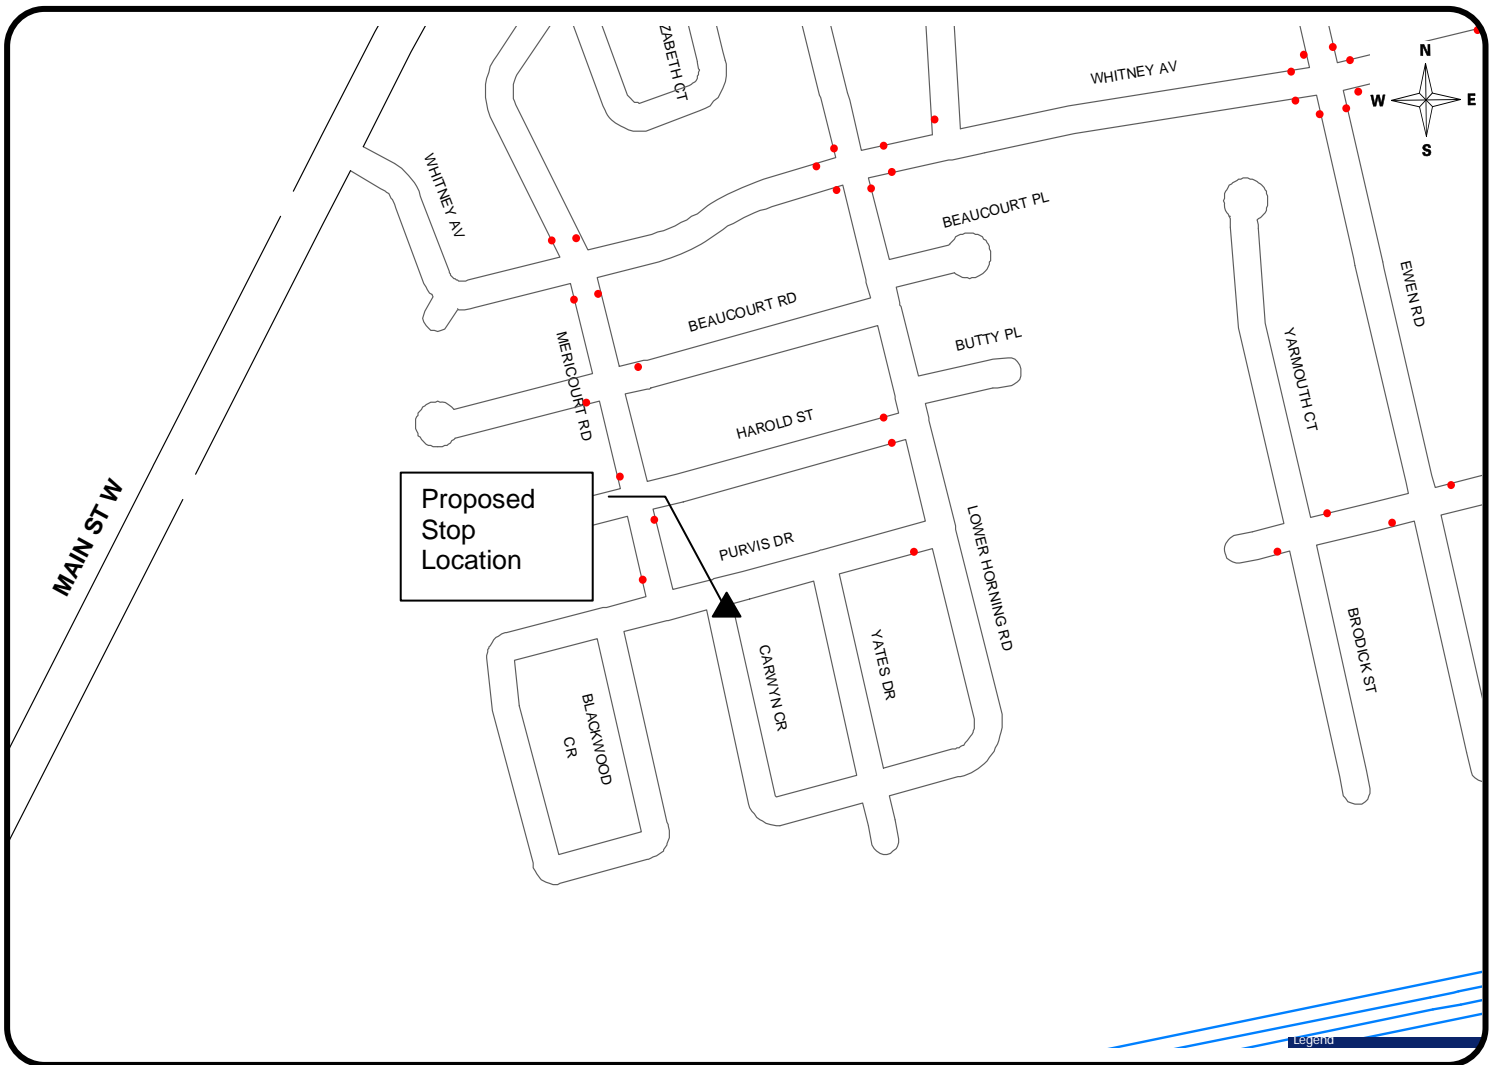 ZABETH CT
WHITNEY AV
N
W
E
S
WHITNEY AV
BEAUCOURT PL
BEAUCOURT RD
EWEN RD
BUTTY PL
MERICOURT RD
YARMOUTH CT
HAROLD ST
MAIN ST W
Proposed
Stop
Location
PURVIS DR
LOWER HORNING RD
CARWYN CR
YATES DR
BRODICK ST
BLACKWOOD
CR
Legend